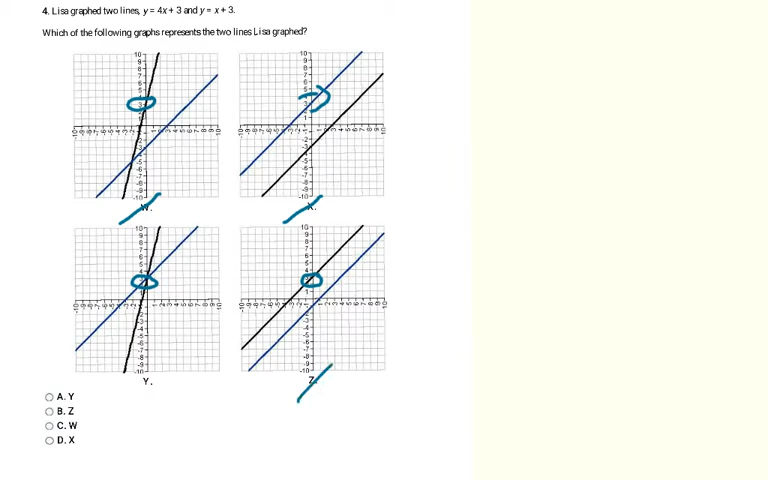 4. Lisa graphed two lines, y = 4x + 3 and y = x + 3.
Which of the following graphs represents the two lines Lisa graphed?
W.
X.
Y.
Z.
A. Y
B. Z
C. W
D. X